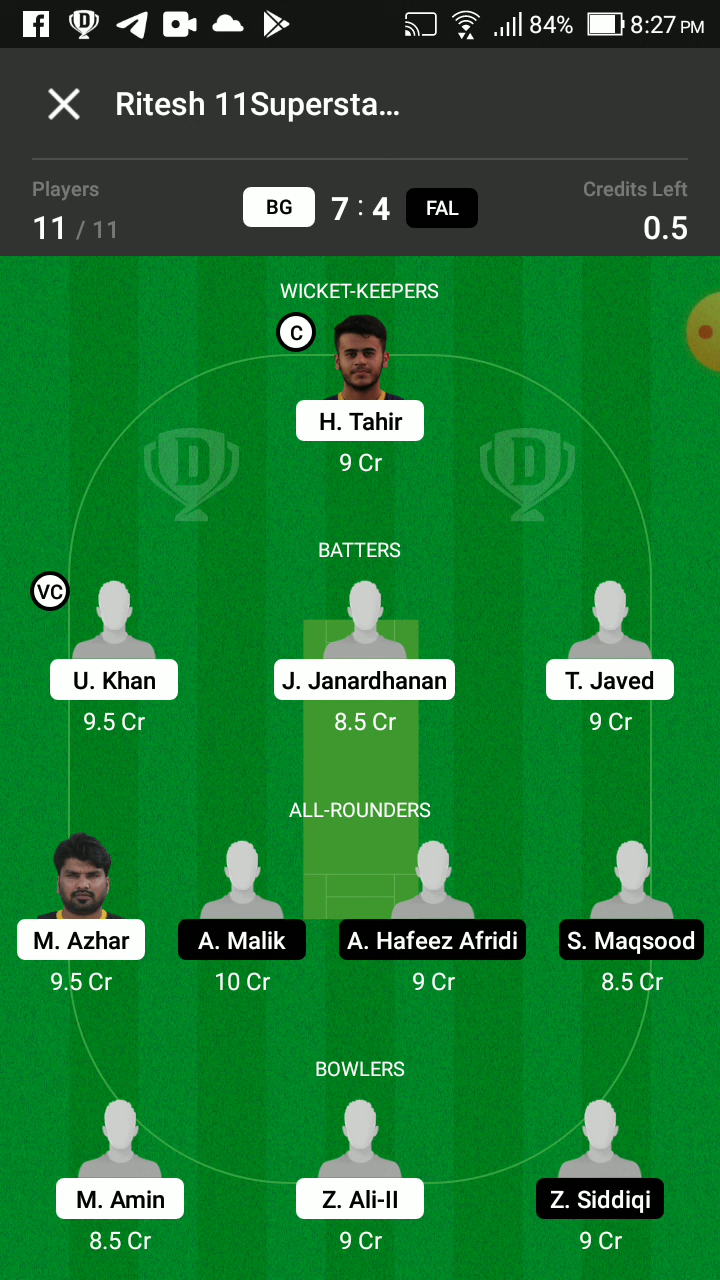 84% 8:27 PM
Ritesh 11Supersta...
Players
11 / 11
BG 7 : 4 FAL
Credits Left
0.5
WICKET-KEEPERS
C
H. Tahir
9 Cr
BATTERS
VC
U. Khan
9.5 Cr
J. Janardhanan
8.5 Cr
T. Javed
9 Cr
ALL-ROUNDERS
M. Azhar
9.5 Cr
A. Malik
10 Cr
A. Hafeez Afridi
9 Cr
S. Maqsood
8.5 Cr
BOWLERS
M. Amin
8.5 Cr
Z. Ali-II
9 Cr
Z. Siddiqi
9 Cr